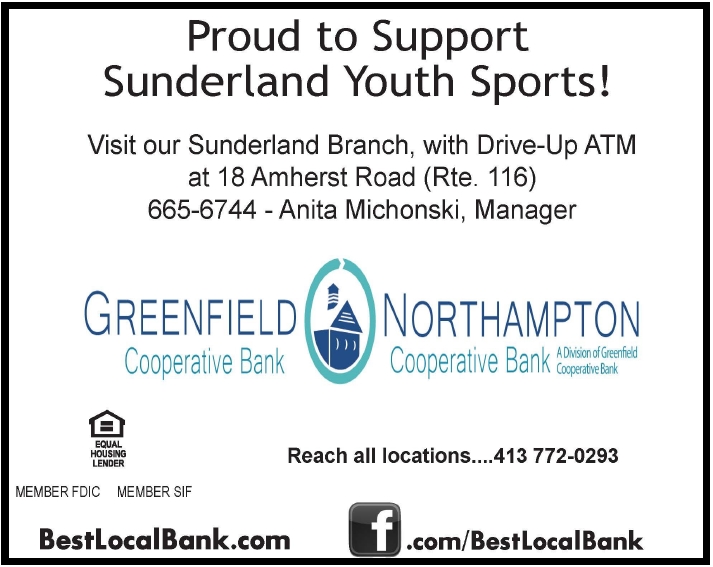 Proud to Support
Sunderland Youth Sports!
Visit our Sunderland Branch, with Drive-Up ATM
at 18 Amherst Road (Rte. 116)
665-6744 - Anita Michonski, Manager
GREENFIELD
Cooperative Bank
NORTHAMPTON
Cooperative Bank
A Division of Greenfield
Cooperative Bank
EQUAL
HOUSING
LENDER
Reach all locations....413 772-0293
MEMBER FDIC MEMBER SIF
BestLocalBank.com
f.com/BestLocalBank